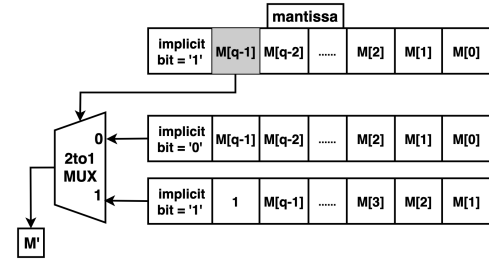 mantissa
implicit bit = '1' M[q-1] M[q-2] ...... M[2] M[1] M[0]
0 implicit bit = '0' M[q-1] M[q-2] ...... M[2] M[1] M[0]
2to1
MUX
1 implicit bit = '1' 1 M[q-1] ...... M[3] M[2] M[1]
M'